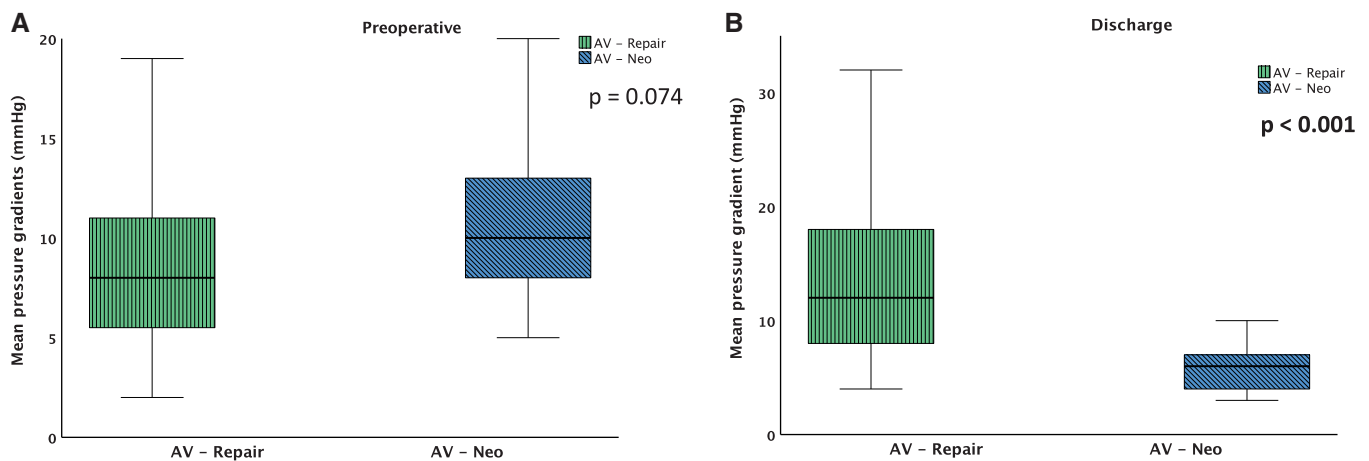 A
Preoperative
AV – Repair
AV – Neo
p = 0.074
Mean pressure gradients (mmHg)
20
15
10
5
0
AV – Repair
AV – Neo
B
Discharge
AV – Repair
AV – Neo
p < 0.001
Mean pressure gradient (mmHg)
30
20
10
0
AV – Repair
AV – Neo